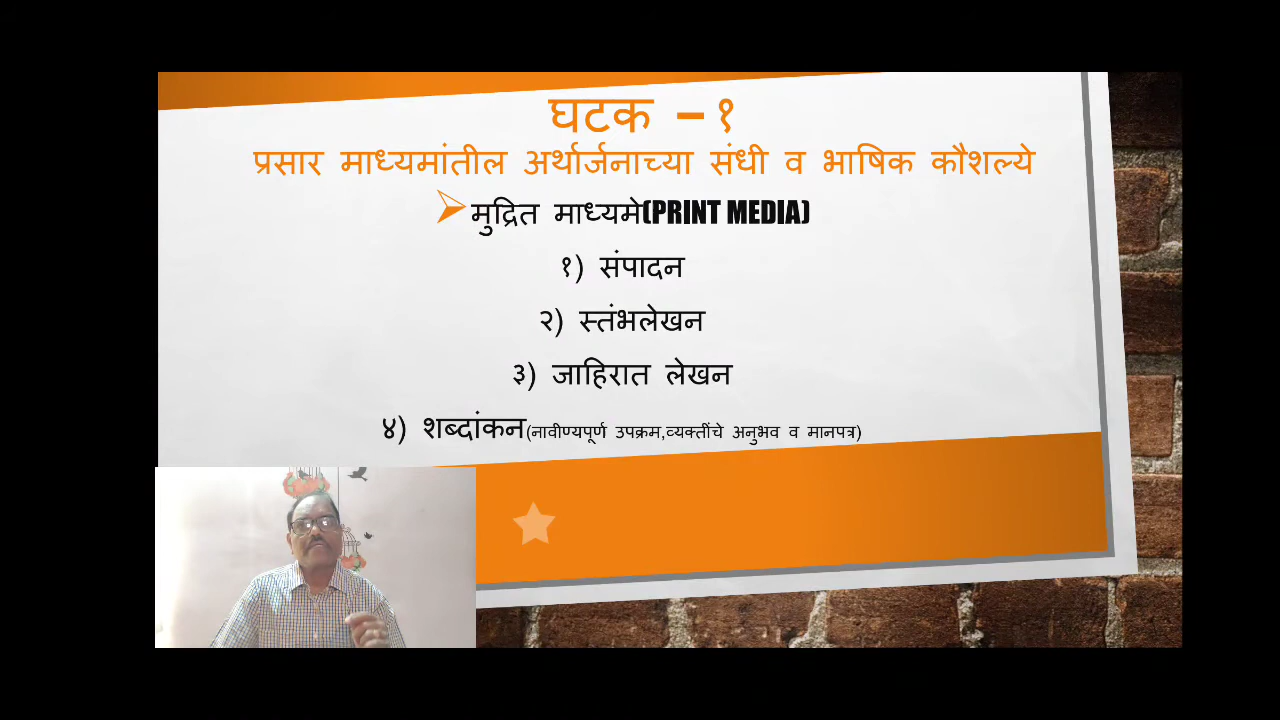 घटक – १
प्रसार माध्यमांतील अर्थार्जनाच्या संधी व भाषिक कौशल्ये
मुद्रित माध्यमे(PRINT MEDIA)
१) संपादन
२) स्तंभलेखन
३) जाहिरात लेखन
४) शब्दांकन(नावीण्यपूर्ण उपक्रम,व्यक्तींचे अनुभव व मानपत्र)